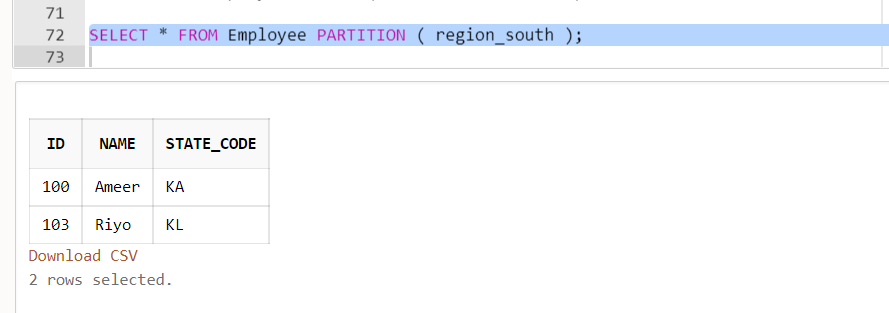 71
72 SELECT * FROM Employee PARTITION ( region_south );
73
ID NAME STATE_CODE
100 Ameer KA
103 Riyo KL
Download CSV
2 rows selected.